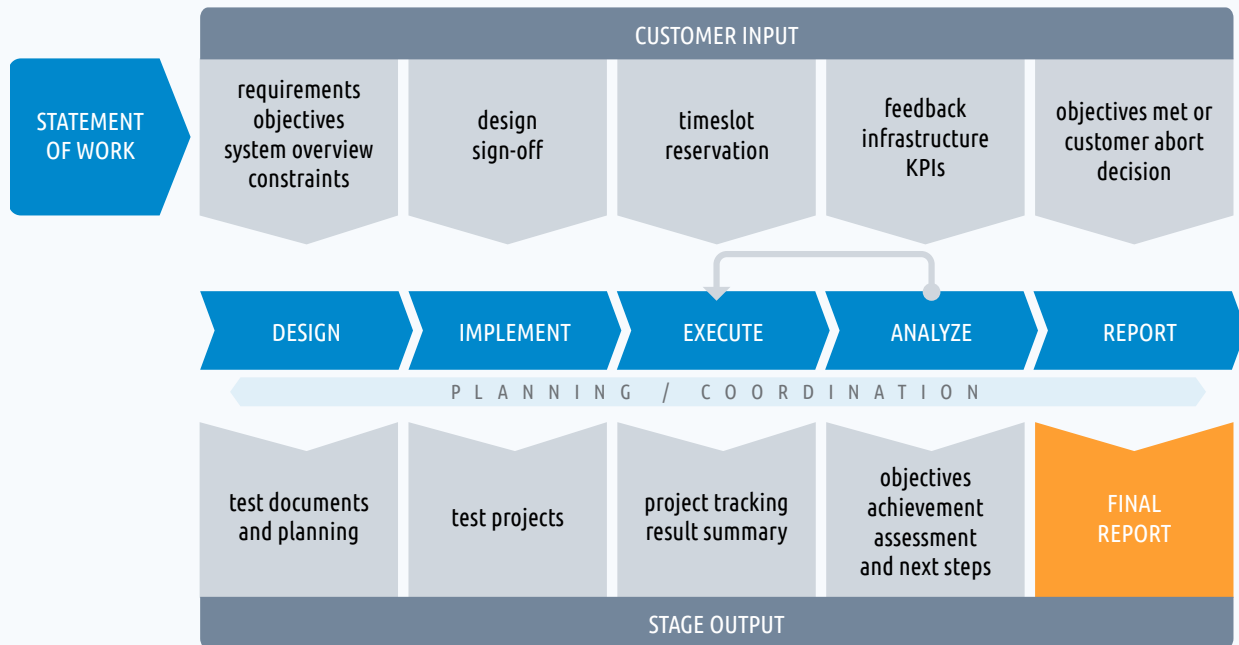 CUSTOMER INPUT
STATEMENT
OF WORK
requirements
objectives
system overview
constraints
design
sign-off
timeslot
reservation
feedback
infrastructure
KPIs
objectives met or
customer abort
decision
DESIGN
IMPLEMENT
EXECUTE
ANALYZE
REPORT
PLANNING / COORDINATION
test documents
and planning
test projects
project tracking
result summary
objectives
achievement
assessment
and next steps
FINAL
REPORT
STAGE OUTPUT